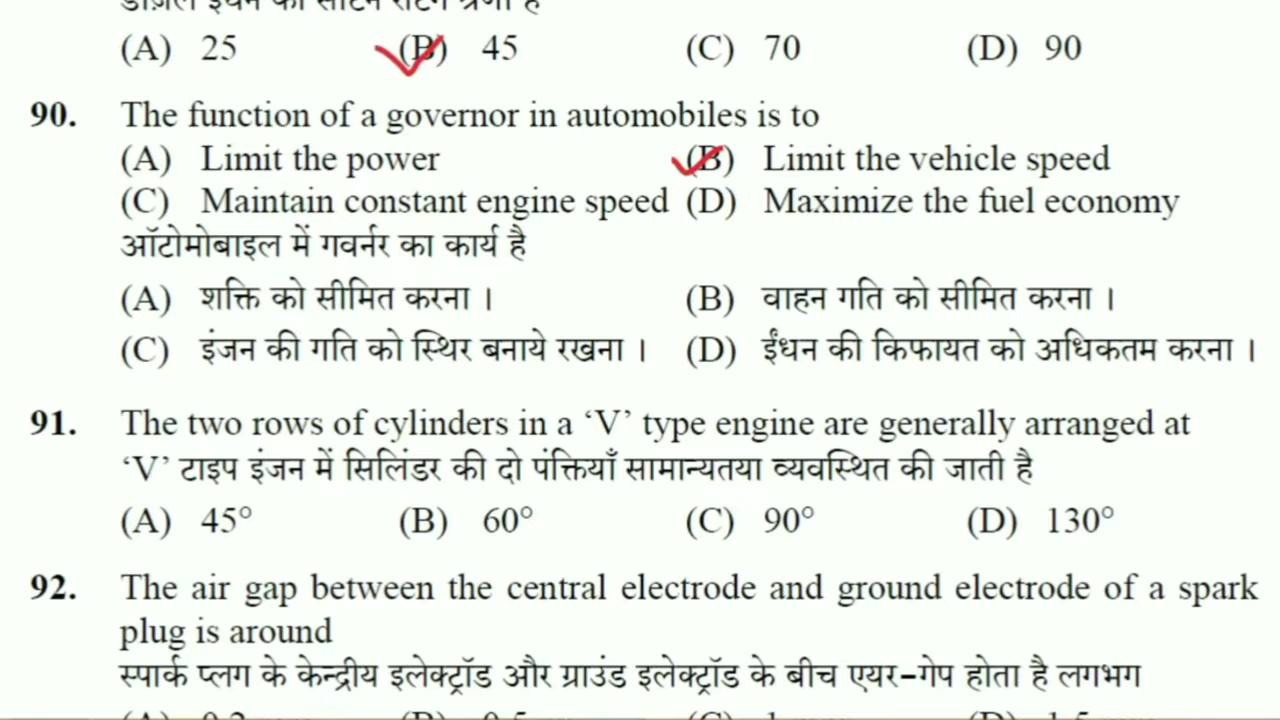 डीज़ल ईंधन की सीटेन रेटिंग श्रेणी है
(A) 25 (B) 45 (C) 70 (D) 90
90. The function of a governor in automobiles is to
(A) Limit the power (B) Limit the vehicle speed
(C) Maintain constant engine speed (D) Maximize the fuel economy
ऑटोमोबाइल में गवर्नर का कार्य है
(A) शक्ति को सीमित करना । (B) वाहन गति को सीमित करना ।
(C) इंजन की गति को स्थिर बनाये रखना । (D) ईंधन की किफायत को अधिकतम करना ।
91. The two rows of cylinders in a ‘V’ type engine are generally arranged at
‘V’ टाइप इंजन में सिलिंडर की दो पंक्तियाँ सामान्यतया व्यवस्थित की जाती है
(A) 45° (B) 60° (C) 90° (D) 130°
92. The air gap between the central electrode and ground electrode of a spark
plug is around
स्पार्क प्लग के केन्द्रीय इलेक्ट्रॉड और ग्राउंड इलेक्ट्रॉड के बीच एयर-गेप होता है लगभग